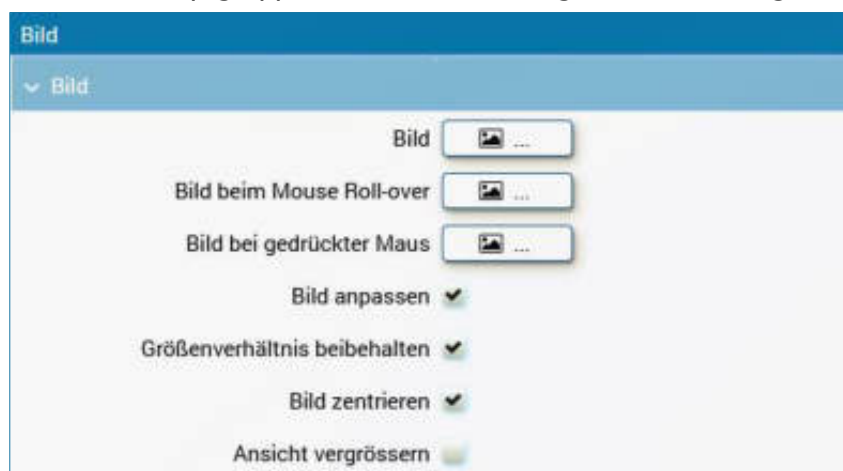 Bild
Bild
Bild ...
Bild beim Mouse Roll-over ...
Bild bei gedrückter Maus ...
Bild anpassen
Größenverhältnis beibehalten
Bild zentrieren
Ansicht vergrössern